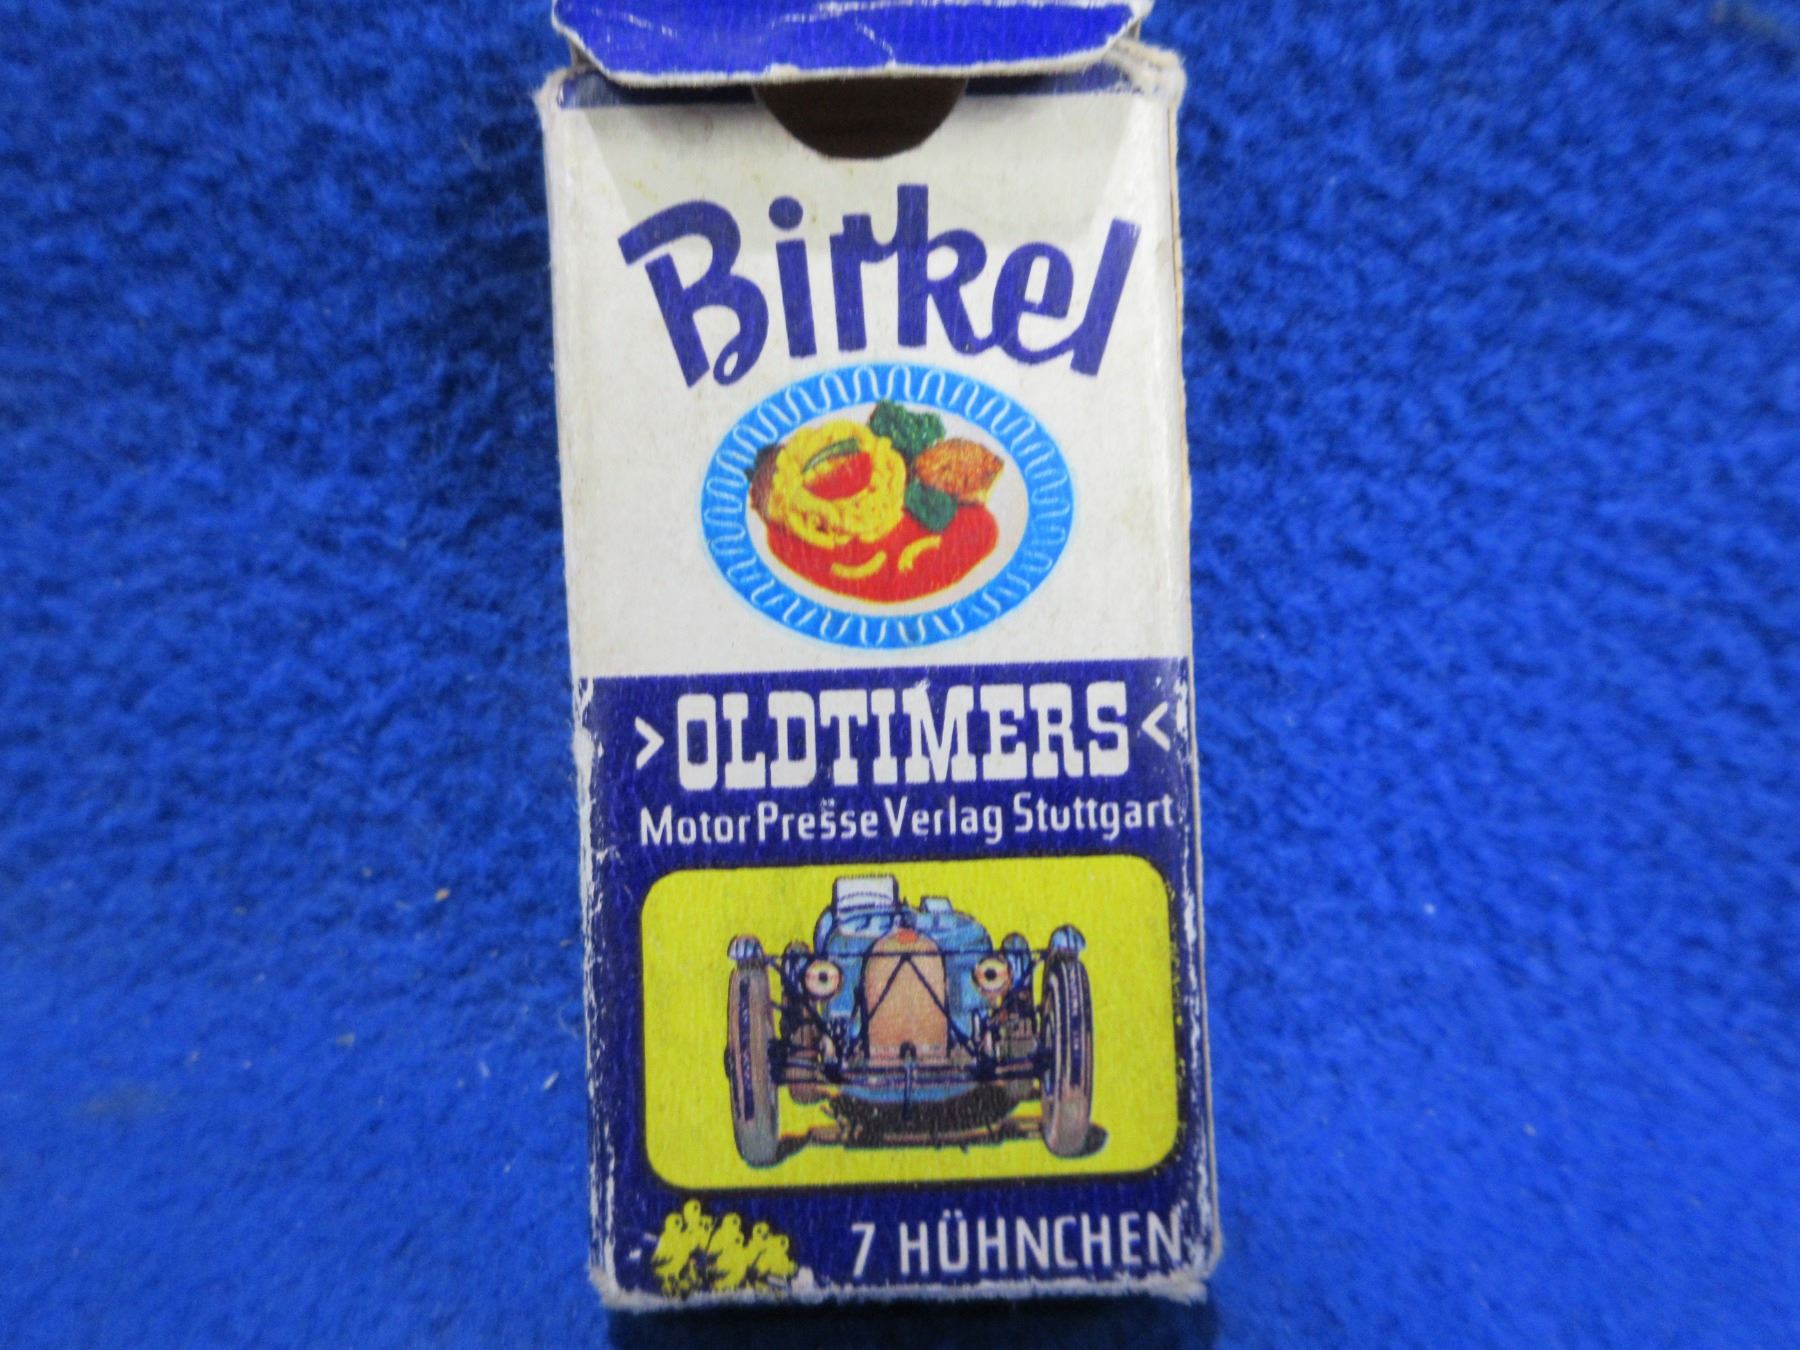 Birkel
>OLDTIMERS<
Motor Presse Verlag Stuttgart
7 HÜHNCHEN